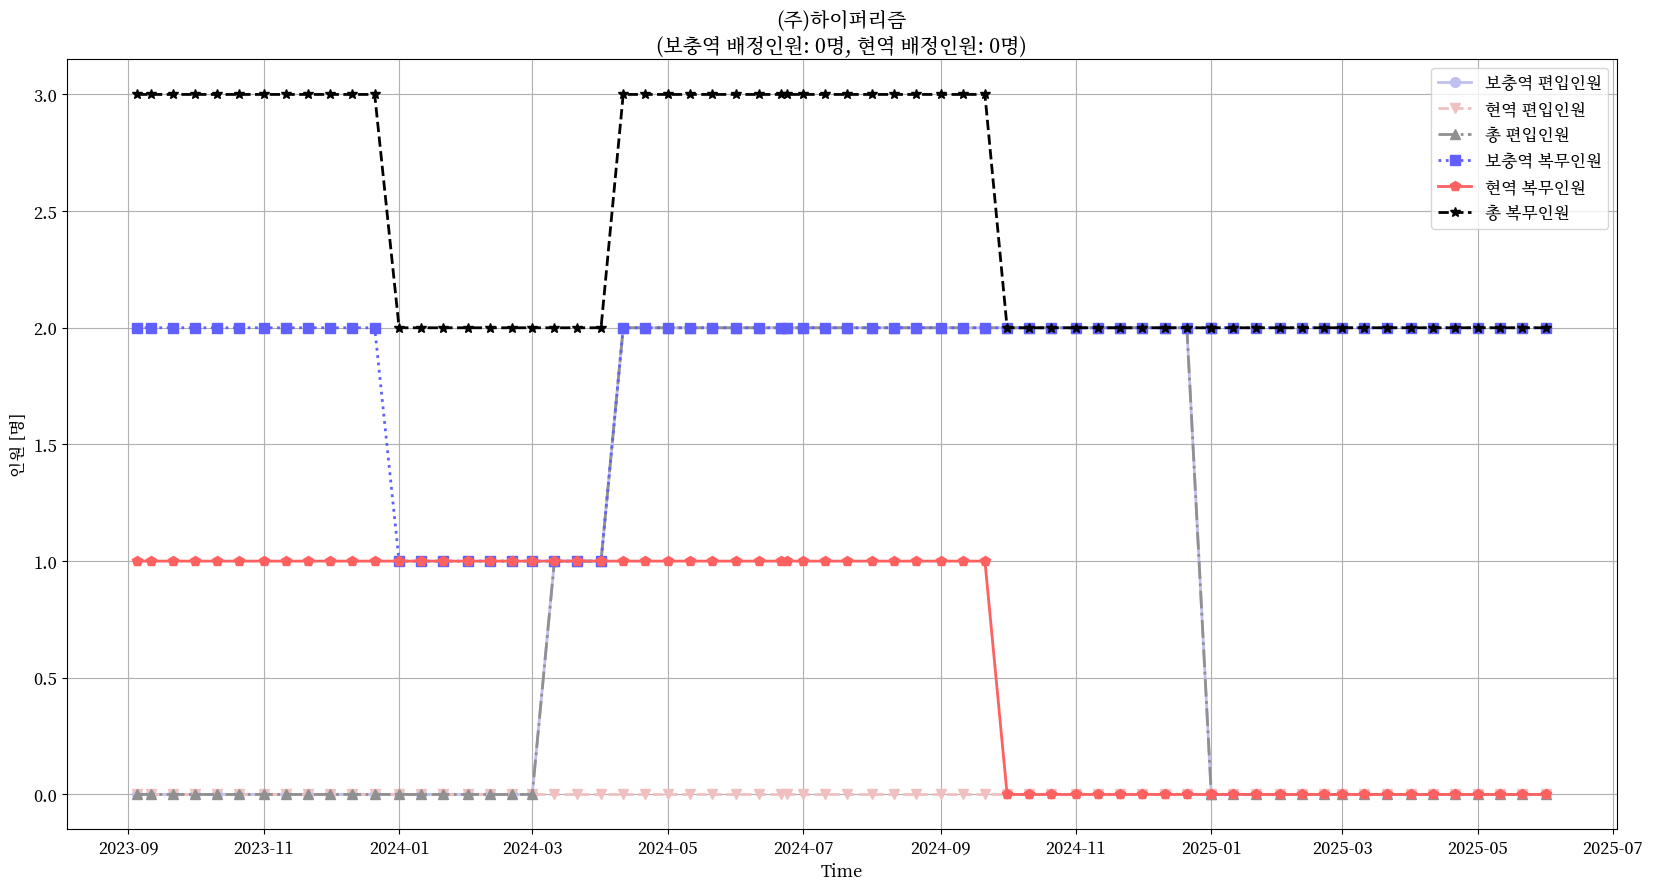 (주)하이퍼리즘
(보충역 배정인원: 0명, 현역 배정인원: 0명)
보충역 편입인원
현역 편입인원
총 편입인원
보충역 복무인원
현역 복무인원
총 복무인원
인원 [명]
3.0
2.5
2.0
1.5
1.0
0.5
0.0
2023-09
2023-11
2024-01
2024-03
2024-05
2024-07
2024-09
2024-11
2025-01
2025-03
2025-05
2025-07
Time